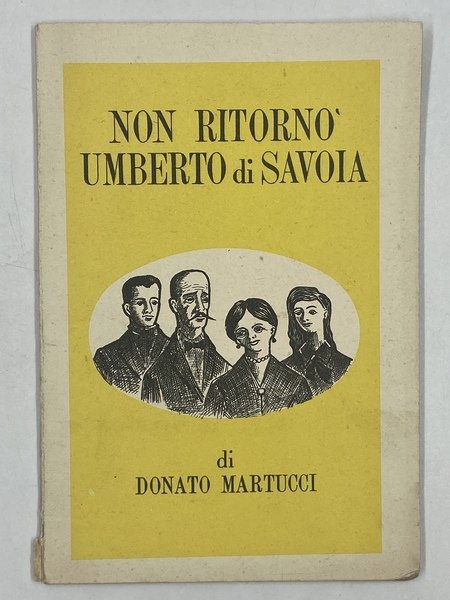 NON RITORNO'
UMBERTO di SAVOIA
di
DONATO MARTUCCI